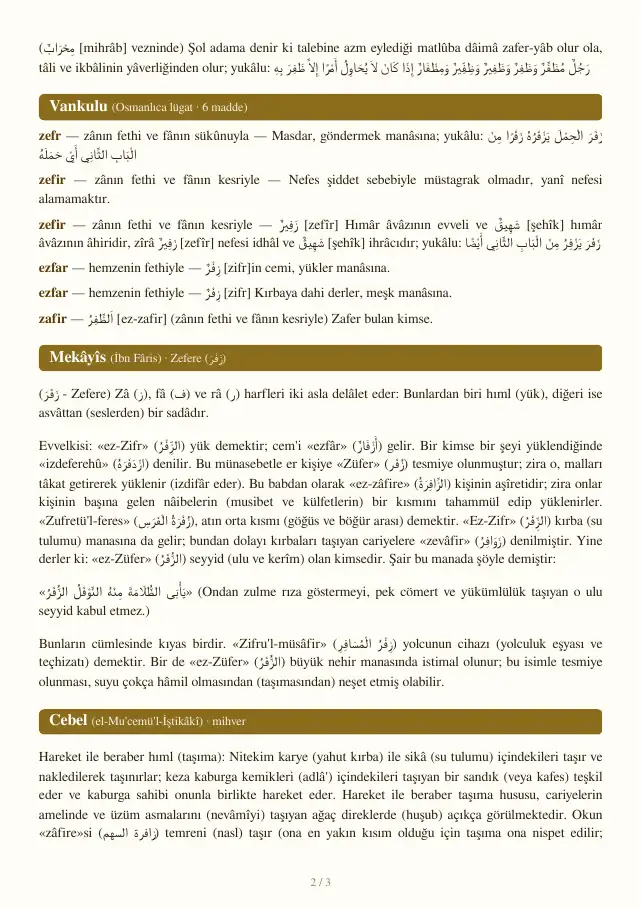 (مِحْرَابٌ [mihrâb] vezninde) Şol adama denir ki talebine azm eylediği matlûba dâimâ zafer-yâb olur ola,
tâli ve ikbâlinin yâverliğinden olur; yukâlu: رَجُلٌ مُظَفَّرٌ وَظَفِرٌ وَظَفِيرٌ وَظِفِّيرٌ وَمِظْفَارٌ إِذَا كَانَ لاَ يُحَاوِلُ أَمْرًا إِلاَّ ظَفِرَ بِهِ
Vankulu (Osmanlıca lügat · 6 madde)
zefr — zânın fethi ve fânın sükûnuyla — Masdar, göndermek manâsına; yukâlu: زَفَرَ الْحِمْلَ يَزْفِرُهُ زَفْرًا مِنَ
الْبَابِ الثَّانِي أَيْ حَمَلَهُ
zefir — zânın fethi ve fânın kesriyle — Nefes şiddet sebebiyle müstagrak olmadır, yanî nefesi
alamamaktır.
zefir — zânın fethi ve fânın kesriyle — زَفِيرٌ [zefîr] Hımâr âvâzının evveli ve شَهِيقٌ [şehîk] hımâr
âvâzının âhiridir, zîrâ زَفِيرٌ [zefîr] nefesi idhâl ve شَهِيقٌ [şehîk] ihrâcıdır; yukâlu: زَفَرَ يَزْفِرُ مِنَ الْبَابِ الثَّانِي أَيْضًا
ezfar — hemzenin fethiyle — زِفْرٌ [zifr]in cemi, yükler manâsına.
ezfar — hemzenin fethiyle — زِفْرٌ [zifr] Kırbaya dahi derler, meşk manâsına.
zafir — اَلظَّفِرُ [ez-zafir] (zânın fethi ve fânın kesriyle) Zafer bulan kimse.
Mekâyîs (İbn Fâris) · Zefere (زَفَرَ)
(زَفَرَ - Zefere) Zâ (ز), fâ (ف) ve râ (ر) harfleri iki asla delâlet eder: Bunlardan biri hıml (yük), diğeri ise
asvâttan (seslerden) bir sadâdır.
Evvelkisi: «ez-Zifr» (الزِّفْرُ) yük demektir; cem'i «ezfâr» (أَزْفَارٌ) gelir. Bir kimse bir şeyi yüklendiğinde
«izdeferehû» (ازْدَفَرَهُ) denilir. Bu münasebetle er kişiye «Züfer» (زُفَر) tesmiye olunmuştur; zira o, malları
tâkat getirerek yüklenir (izdifâr eder). Bu babdan olarak «ez-zâfire» (الزَّافِرَةُ) kişinin aşîretidir; zira onlar
kişinin başına gelen nâibelerin (musibet ve külfetlerin) bir kısmını tahammül edip yüklenirler.
«Zufretü'l-feres» (زُفْرَةُ الْفَرَسِ), atın orta kısmı (göğüs ve böğür arası) demektir. «Ez-Zifr» (الزِّفْرُ) kırba (su
tulumu) manasına da gelir; bundan dolayı kırbaları taşıyan cariyelere «zevâfir» (زَوَافِرُ) denilmiştir. Yine
derler ki: «ez-Züfer» (الزُّفَرُ) seyyid (ulu ve kerîm) olan kimsedir. Şair bu manada şöyle demiştir:
«يَأْبَى الظُّلَامَةَ مِنْهُ النَّوْفَلُ الزُّفَرُ» (Ondan zulme rıza göstermeyi, pek cömert ve yükümlülük taşıyan o ulu
seyyid kabul etmez.)
Bunların cümlesinde kıyas birdir. «Zifru'l-müsâfir» (زِفْرُ الْمُسَافِرِ) yolcunun cihazı (yolculuk eşyası ve
teçhizatı) demektir. Bir de «ez-Züfer» (الزُّفَرُ) büyük nehir manasında istimal olunur; bu isimle tesmiye
olunması, suyu çokça hâmil olmasından (taşımasından) neşet etmiş olabilir.
Cebel (el-Mu'cemü'l-İştikâkî) · mihver
Hareket ile beraber hıml (taşıma): Nitekim karye (yahut kırba) ile sikâ (su tulumu) içindekileri taşır ve
nakledilerek taşınırlar; keza kaburga kemikleri (adlâ') içindekileri taşıyan bir sandık (veya kafes) teşkil
eder ve kaburga sahibi onunla birlikte hareket eder. Hareket ile beraber taşıma hususu, cariyelerin
amelinde ve üzüm asmalarını (nevâmîyi) taşıyan ağaç direklerde (huşub) açıkça görülmektedir. Okun
«zâfire»si (زافرة السهم) temreni (nasl) taşır (ona en yakın kısım olduğu için taşıma ona nispet edilir;
2 / 3